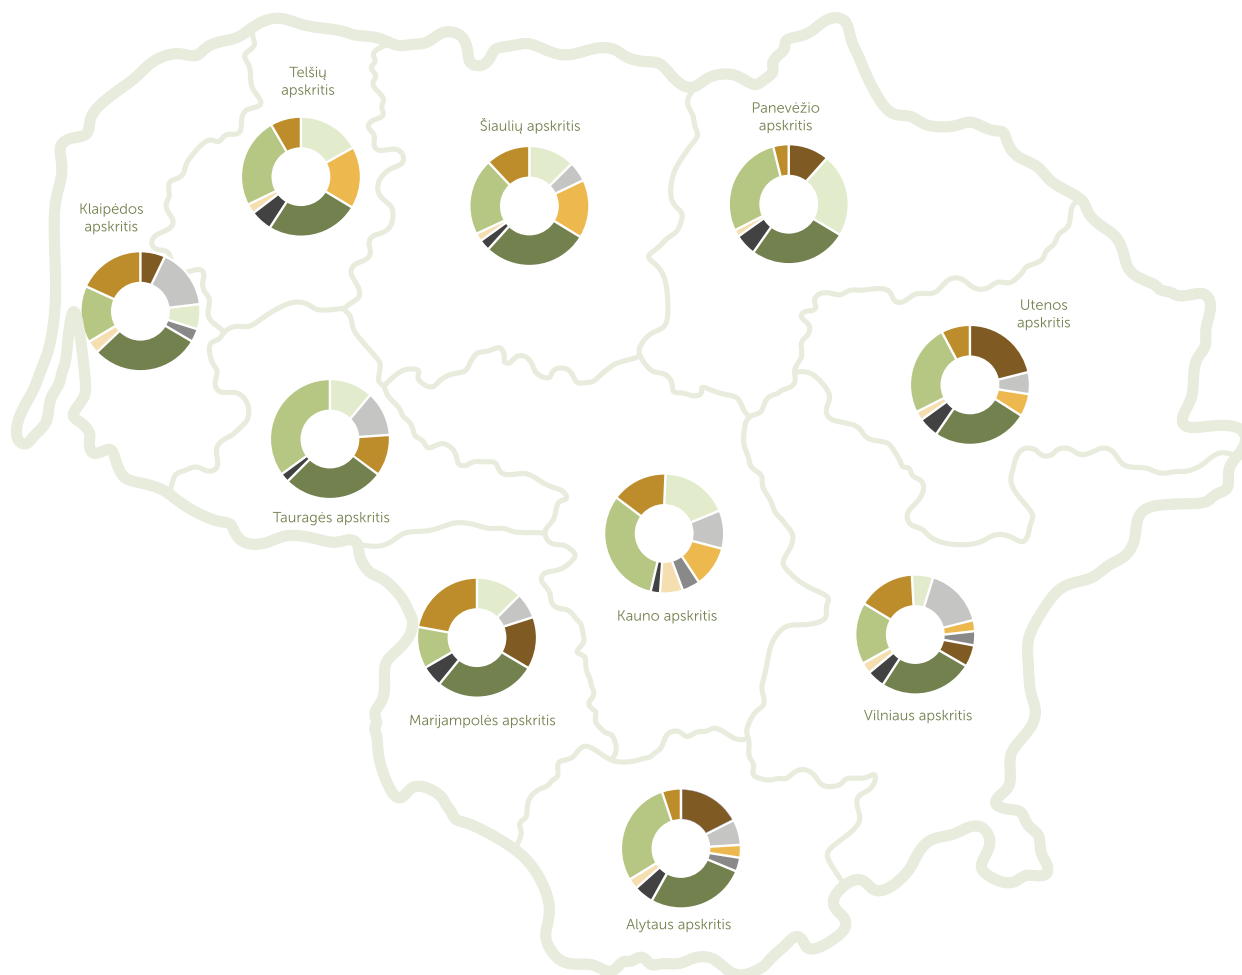 Telšių
apskritis
Šiaulių apskritis
Panevėžio
apskritis
Klaipėdos
apskritis
Utenos
apskritis
Tauragės apskritis
Kauno apskritis
Marijampolės apskritis
Vilniaus apskritis
Alytaus apskritis